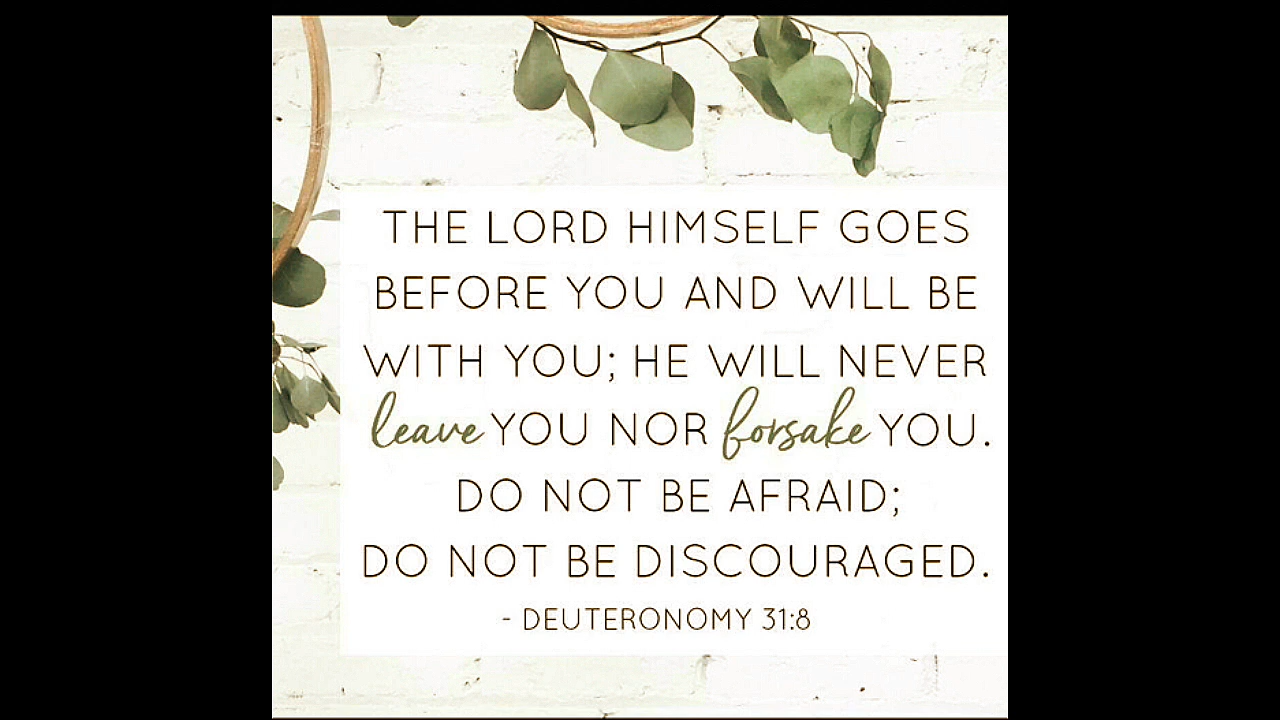 THE LORD HIMSELF GOES
BEFORE YOU AND WILL BE
WITH YOU; HE WILL NEVER
leave YOU NOR forsake YOU.
DO NOT BE AFRAID;
DO NOT BE DISCOURAGED.
- DEUTERONOMY 31:8